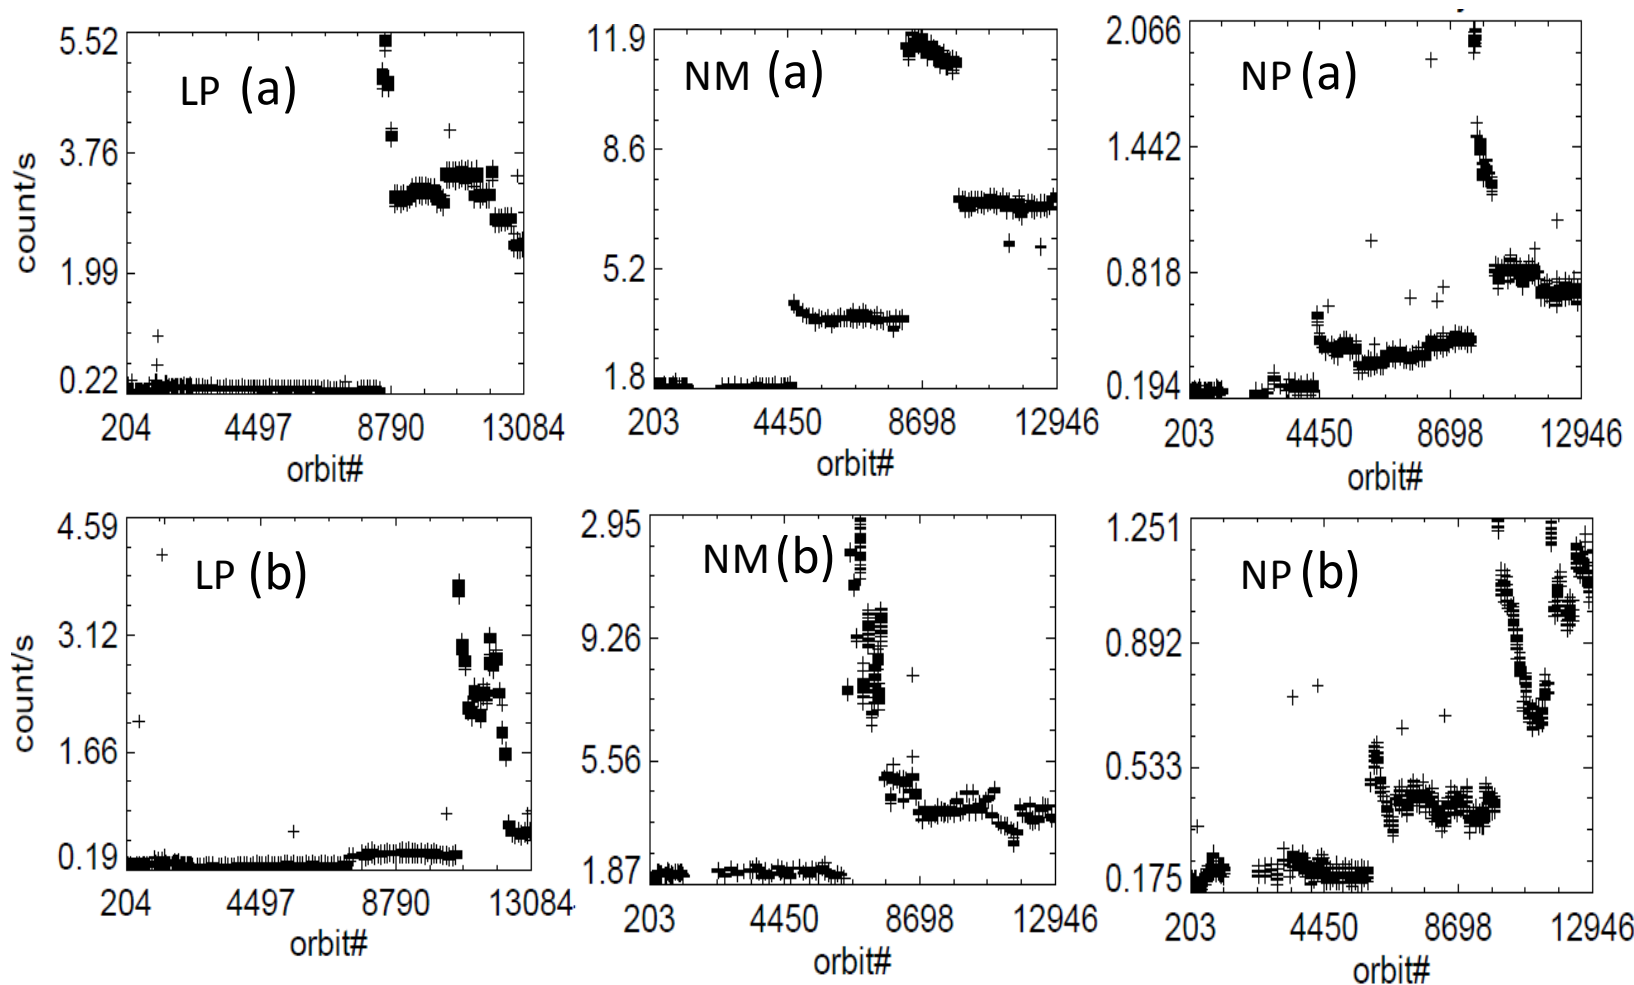 LP (a)
5.52
3.76
1.99
0.22
count/s
204 4497 8790 13084
orbit#
NM (a)
11.9
8.6
5.2
1.8
203 4450 8698 12946
orbit#
NP (a)
2.066
1.442
0.818
0.194
203 4450 8698 12946
orbit#
LP (b)
4.59
3.12
1.66
0.19
count/s
204 4497 8790 13084
orbit#
NM (b)
2.95
9.26
5.56
1.87
203 4450 8698 12946
orbit#
NP (b)
1.251
0.892
0.533
0.175
203 4450 8698 12946
orbit#